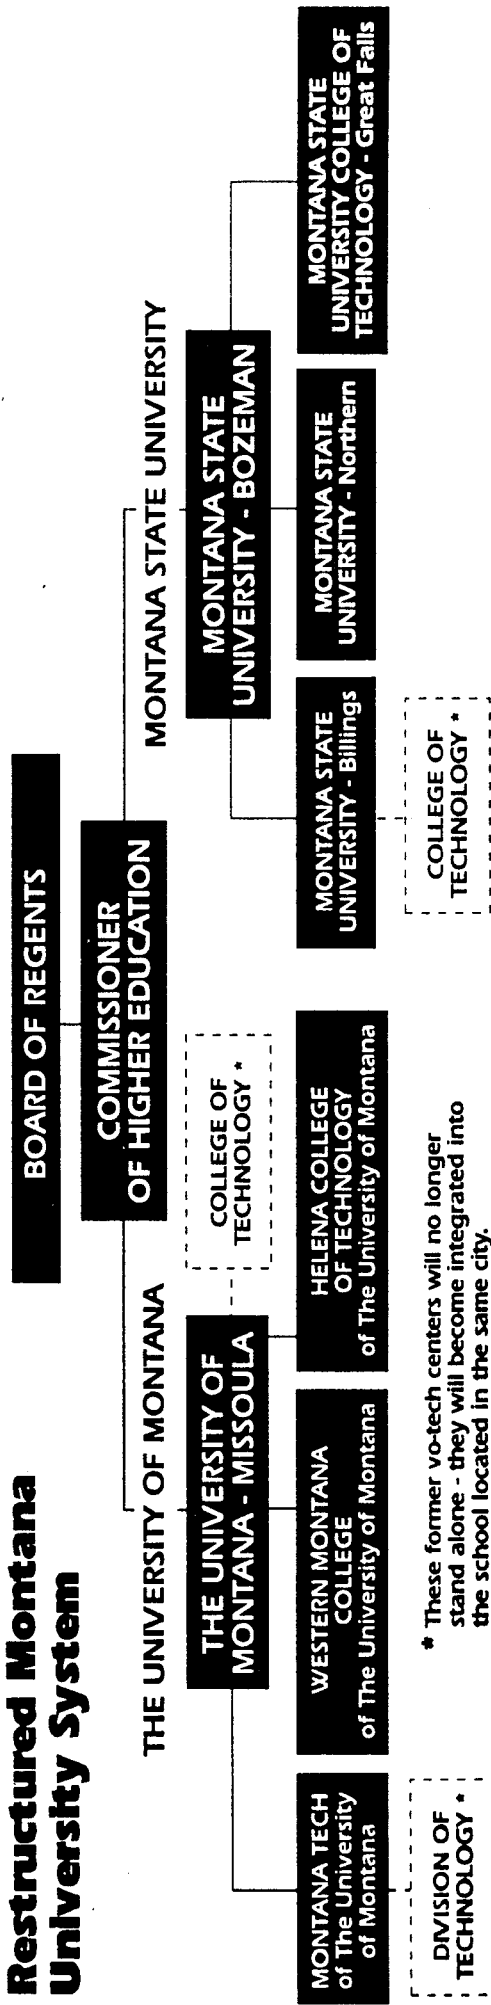 Restructured Montana
University System
BOARD OF REGENTS
COMMISSIONER
OF HIGHER EDUCATION
THE UNIVERSITY OF MONTANA
MONTANA STATE UNIVERSITY
THE UNIVERSITY OF
MONTANA - MISSOULA
COLLEGE OF
TECHNOLOGY *
MONTANA STATE
UNIVERSITY - BOZEMAN
MONTANA TECH
of The University
of Montana
WESTERN MONTANA
COLLEGE
of The University of Montana
HELENA COLLEGE
OF TECHNOLOGY
of The University of Montana
MONTANA STATE
UNIVERSITY - Billings
MONTANA STATE
UNIVERSITY - Northern
MONTANA STATE
UNIVERSITY COLLEGE OF
TECHNOLOGY - Great Falls
DIVISION OF
TECHNOLOGY *
COLLEGE OF
TECHNOLOGY *
* These former vo-tech centers will no longer
stand alone - they will become integrated into
the school located in the same city.